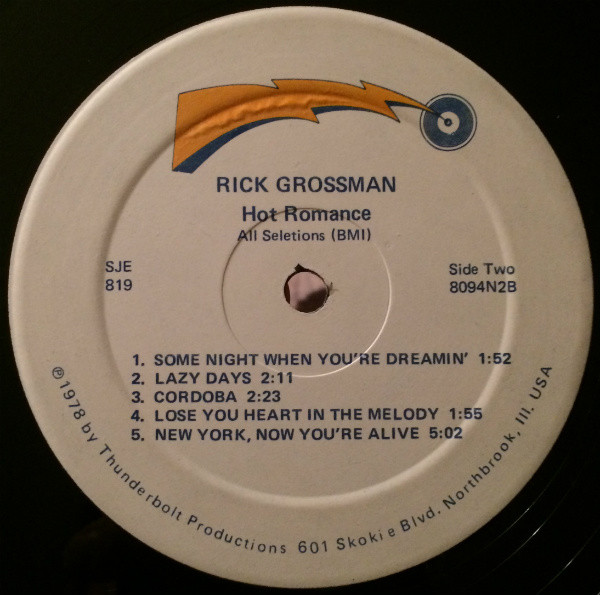 RICK GROSSMAN
Hot Romance
All Seletions (BMI)
SJE
819
Side Two
8094N2B
1. SOME NIGHT WHEN YOU'RE DREAMIN' 1:52
2. LAZY DAYS 2:11
3. CORDOBA 2:23
4. LOSE YOU HEART IN THE MELODY 1:55
5. NEW YORK, NOW YOU'RE ALIVE 5:02
℗ 1978 by Thunderbolt Productions 601 Skokie Blvd. Northbrook, Ill. USA